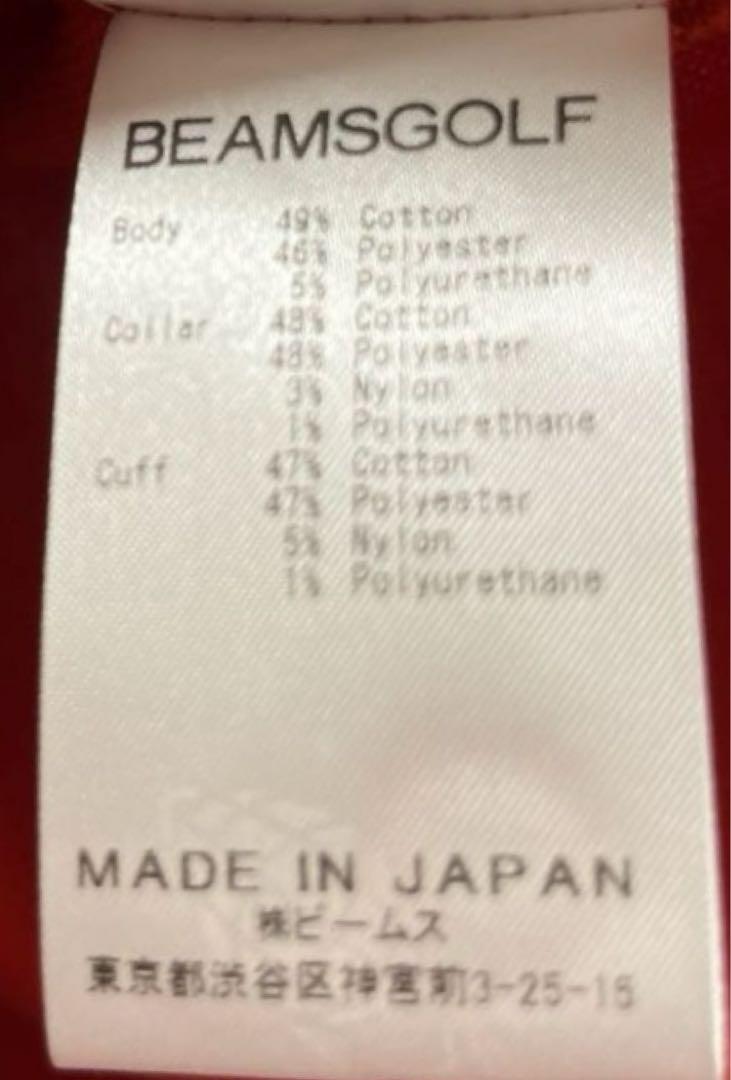 BEAMSGOLF
Body 49% Cotton
46% Polyester
5% Polyurethane
Collar 48% Cotton
48% Polyester
3% Nylon
1% Polyurethane
Cuff 47% Cotton
47% Polyester
5% Nylon
1% Polyurethane
MADE IN JAPAN
㈱ビームス
東京都渋谷区神宮前3-25-15